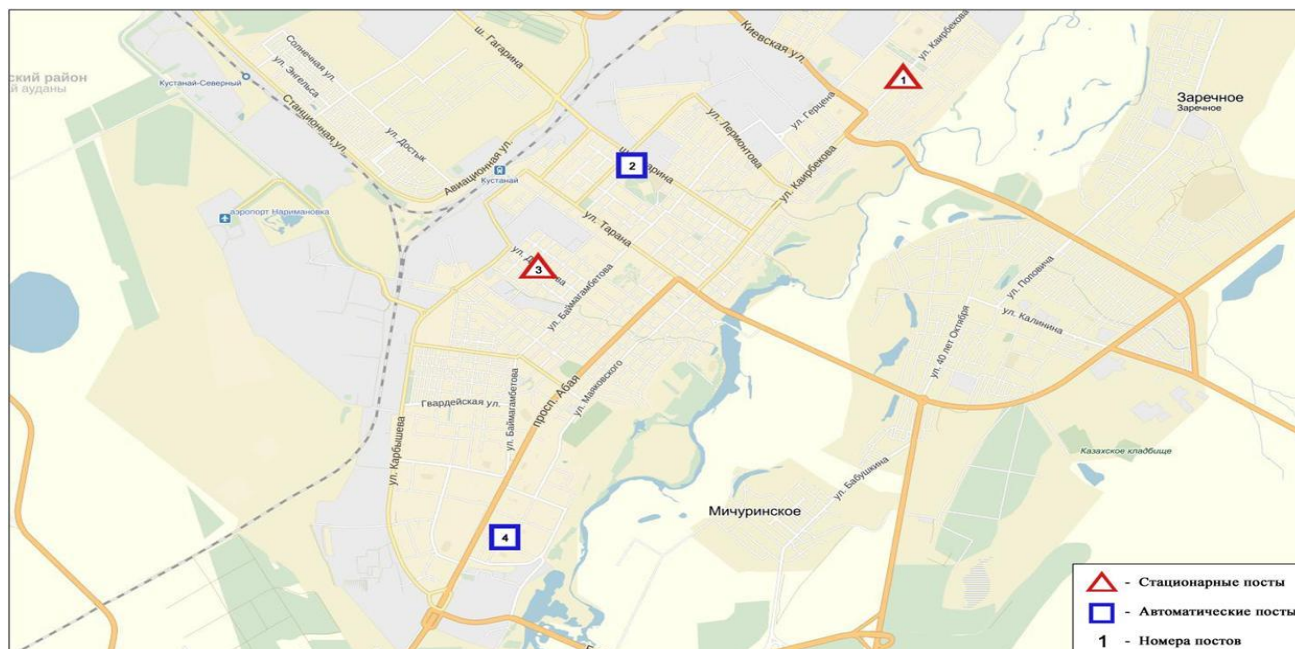 ский район
й ауданы
Кустанай-Северный
Солнечная ул.
ул. Энгельса
Станционная ул.
ул. Достык
Авиационная ул.
Кустанай
аэропорт Наримановка
ш. Гагарина
Киевская ул.
ул. Каирбекова
1
ул. Герцена
ул. Лермонтова
2
ул. Каирбекова
ул. Тарана
3
ул. Баймагамбетова
Заречное
Заречное
ул. Поповича
ул. Калинина
ул. 40 лет Октября
Гвардейская ул.
ул. Баймагамбетова
просп. Абая
ул. Маяковского
ул. Карбышева
Казахское кладбище
ул. Бабушкина
Мичуринское
4
- Стационарные посты
- Автоматические посты
1 - Номера постов